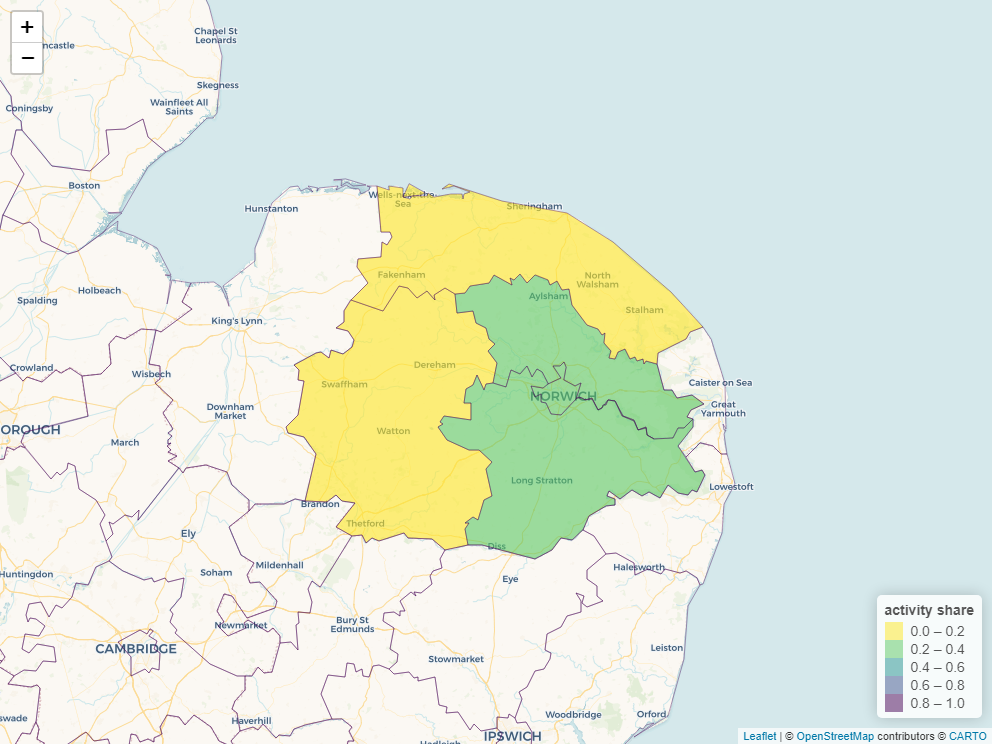 +
−
Chapel St
Leonards
ncastle
Skegness
Coningsby
Wainfleet All
Saints
Boston
Wells-next-the-
Sea
Hunstanton
Sheringham
Fakenham
North
Walsham
Holbeach
Spalding
Aylsham
Stalham
King's Lynn
Crowland
Wisbech
Dereham
Swaffham
Caister on Sea
NORWICH
Downham
Market
Great
Yarmouth
OROUGH
March
Watton
Long Stratton
Lowestoft
Brandon
Thetford
Ely
Diss
Mildenhall
Halesworth
Huntingdon
Soham
Eye
Newmarket
Bury St
Edmunds
CAMBRIDGE
Leiston
Stowmarket
swade
Haverhill
Woodbridge
Orford
IPSWICH
Hadleigh
activity share
0.0 – 0.2
0.2 – 0.4
0.4 – 0.6
0.6 – 0.8
0.8 – 1.0
Leaflet | © OpenStreetMap contributors © CARTO